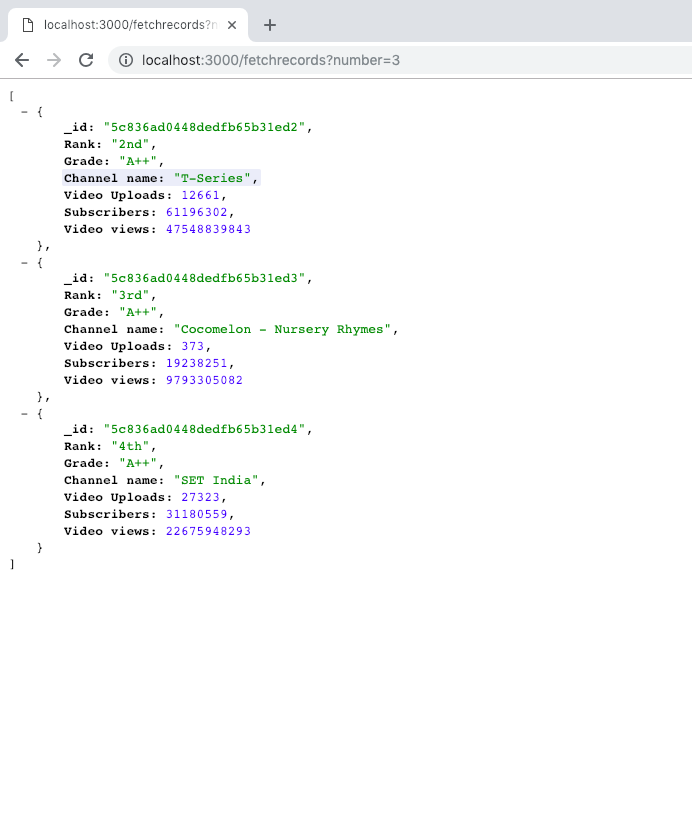 localhost:3000/fetchrecords?n
localhost:3000/fetchrecords?number=3
[
– {
_id: "5c836ad0448dedfb65b31ed2",
Rank: "2nd",
Grade: "A++",
Channel name: "T-Series",
Video Uploads: 12661,
Subscribers: 61196302,
Video views: 47548839843
},
– {
_id: "5c836ad0448dedfb65b31ed3",
Rank: "3rd",
Grade: "A++",
Channel name: "Cocomelon - Nursery Rhymes",
Video Uploads: 373,
Subscribers: 19238251,
Video views: 9793305082
},
– {
_id: "5c836ad0448dedfb65b31ed4",
Rank: "4th",
Grade: "A++",
Channel name: "SET India",
Video Uploads: 27323,
Subscribers: 31180559,
Video views: 22675948293
}
]